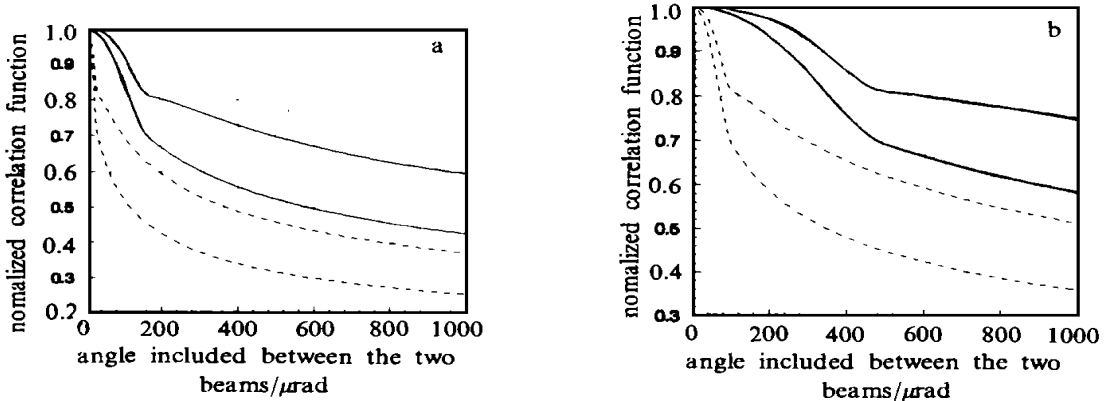 nomalized correlation function
1.0
0.9
0.8
0.7
0.6
0.5
0.4
0.3
0.2
a
0 200 400 600 800 1000
angle included between the two
beams/μrad
nomalized correlation function
1.0
0.9
0.8
0.7
0.6
0.5
0.4
0.3
b
0 200 400 600 800 1000
angle included between the two
beams/μrad